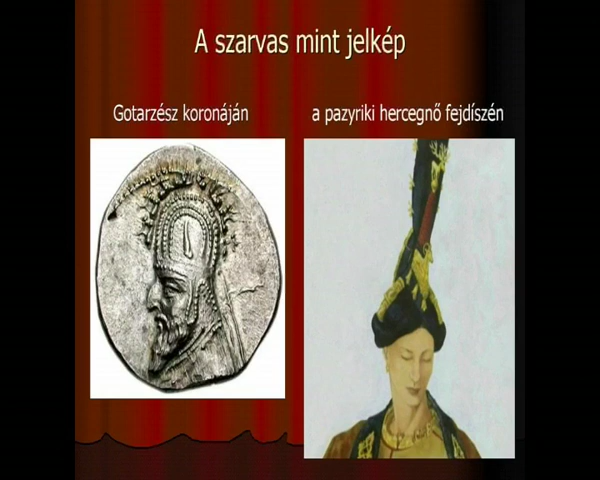 A szarvas mint jelkép
Gotarzész koronáján
a pazyriki hercegnő fejdíszén